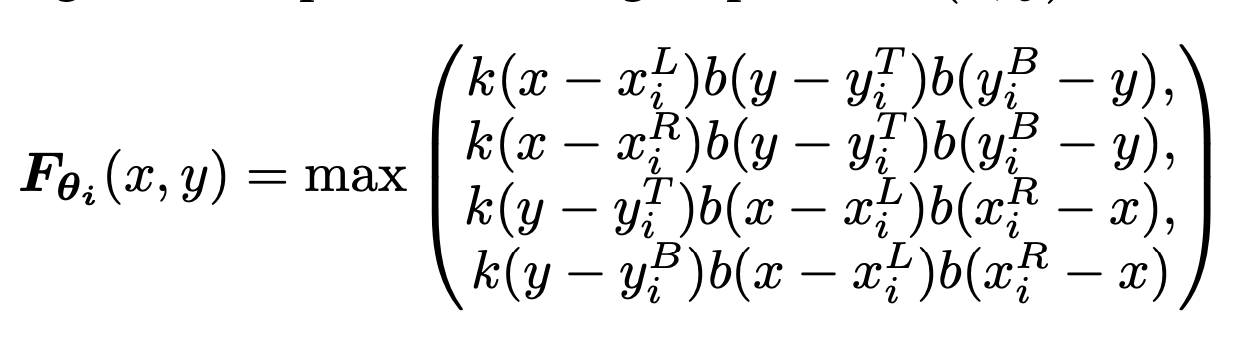 k(x − x_i^L)b(y − y_i^T)b(y_i^B − y),
k(x − x_i^R)b(y − y_i^T)b(y_i^B − y),
F_{θ_i}(x, y) = max
k(y − y_i^T)b(x − x_i^L)b(x_i^R − x),
k(y − y_i^B)b(x − x_i^L)b(x_i^R − x)